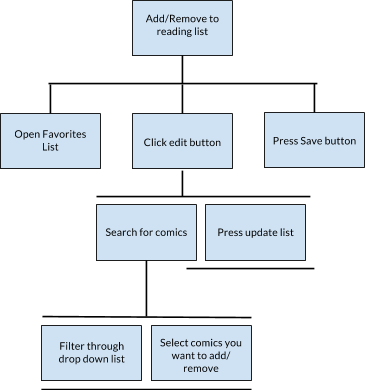 Add/Remove to
reading list
Open Favorites
List
Click edit button
Press Save button
Search for comics
Press update list
Filter through
drop down list
Select comics you
want to add/
remove